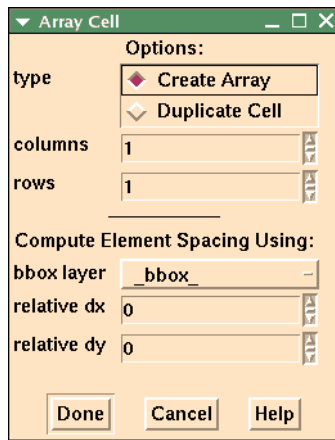 Array Cell
Options:
type
Create Array
Duplicate Cell
columns 1
rows 1
Compute Element Spacing Using:
bbox layer _bbox_
relative dx 0
relative dy 0
Done Cancel Help